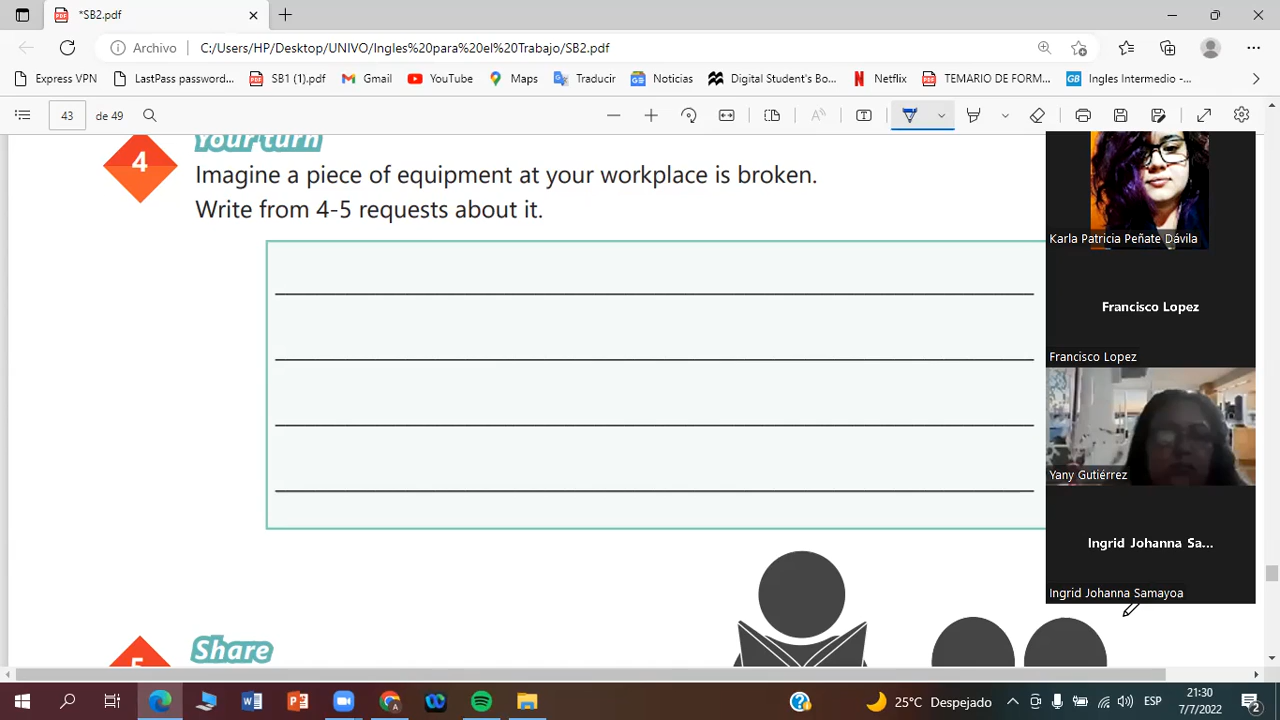 *SB2.pdf
Archivo
C:/Users/HP/Desktop/UNIVO/Ingles%20para%20el%20Trabajo/SB2.pdf
Express VPN
LastPass password...
SB1 (1).pdf
Gmail
YouTube
Maps
Traducir
Noticias
Digital Student's Bo...
Netflix
TEMARIO DE FORM...
Ingles Intermedio -...
43 de 49
4
Your turn
Imagine a piece of equipment at your workplace is broken.
Write from 4-5 requests about it.
Karla Patricia Peñate Dávila
Francisco Lopez
Francisco Lopez
Yany Gutiérrez
Ingrid Johanna Sa...
Ingrid Johanna Samayoa
5
Share
25°C Despejado
ESP
21:30
7/7/2022
2